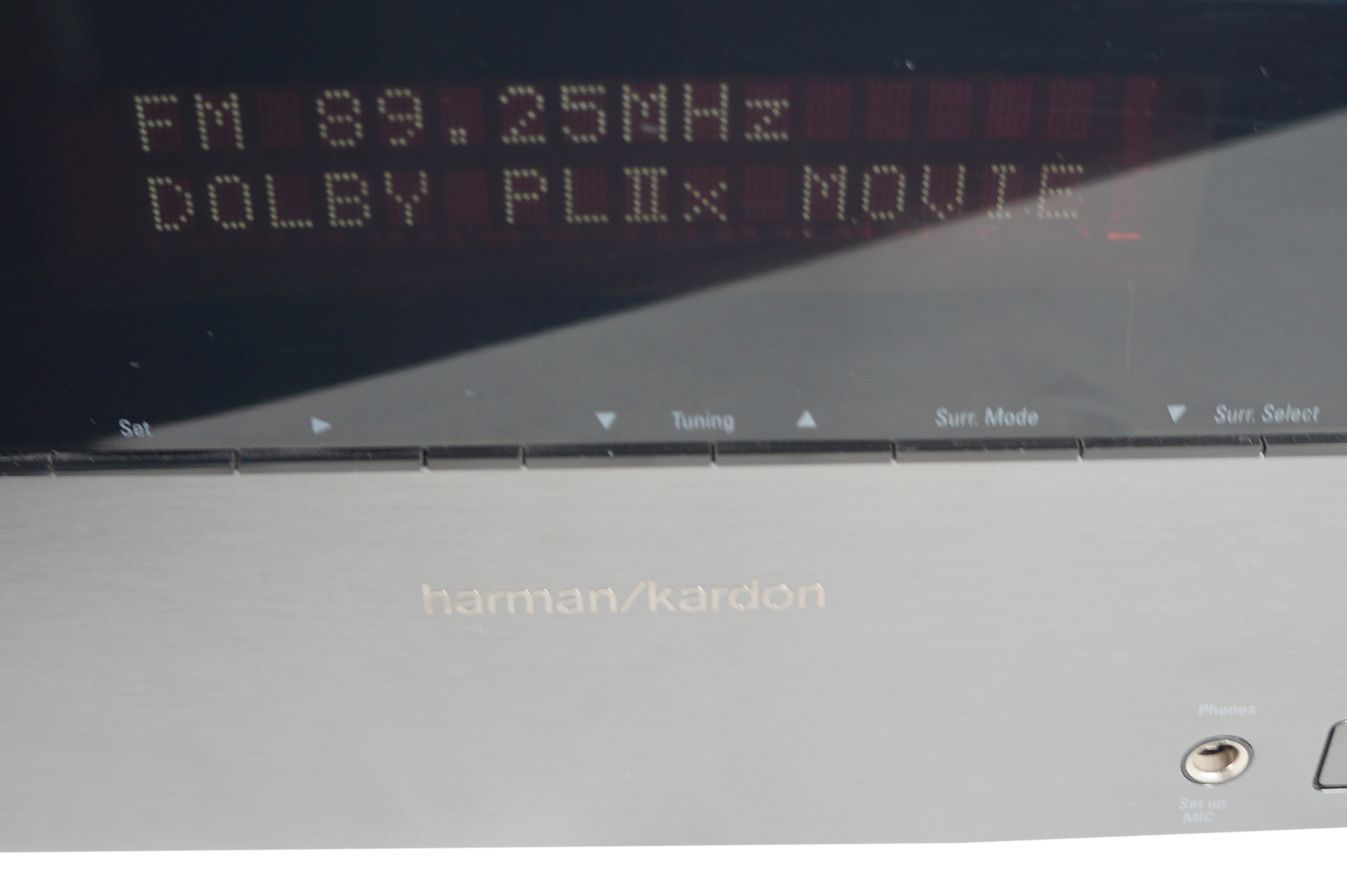 FM 89.25MHz
DOLBY PLIIx MOVIE
Set ▶ ▼ Tuning ▲ Surr. Mode ▼ Surr. Select
harman/kardon
Phones
Set up
MIC